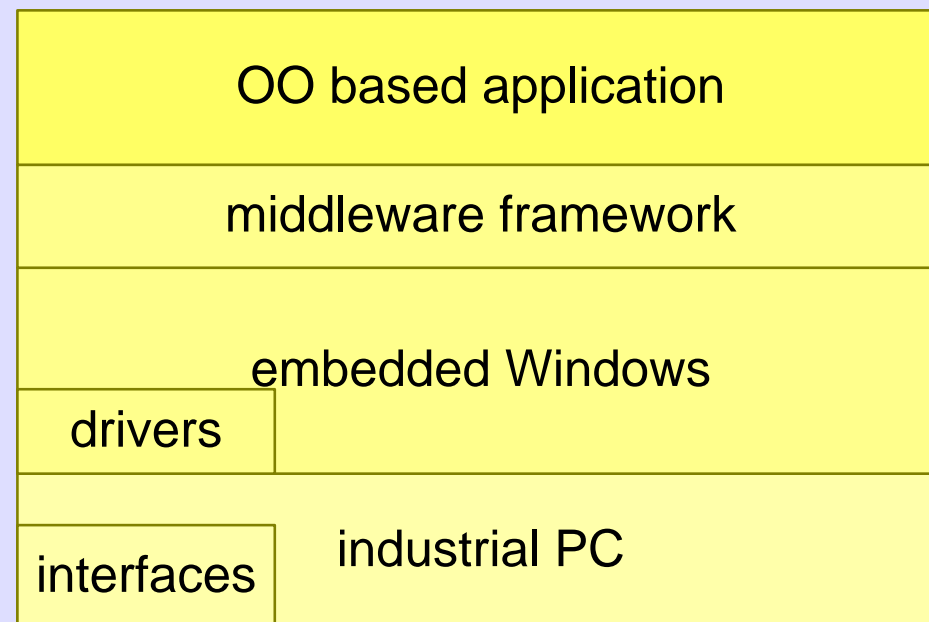 OO based application
middleware framework
embedded Windows
drivers
industrial PC
interfaces